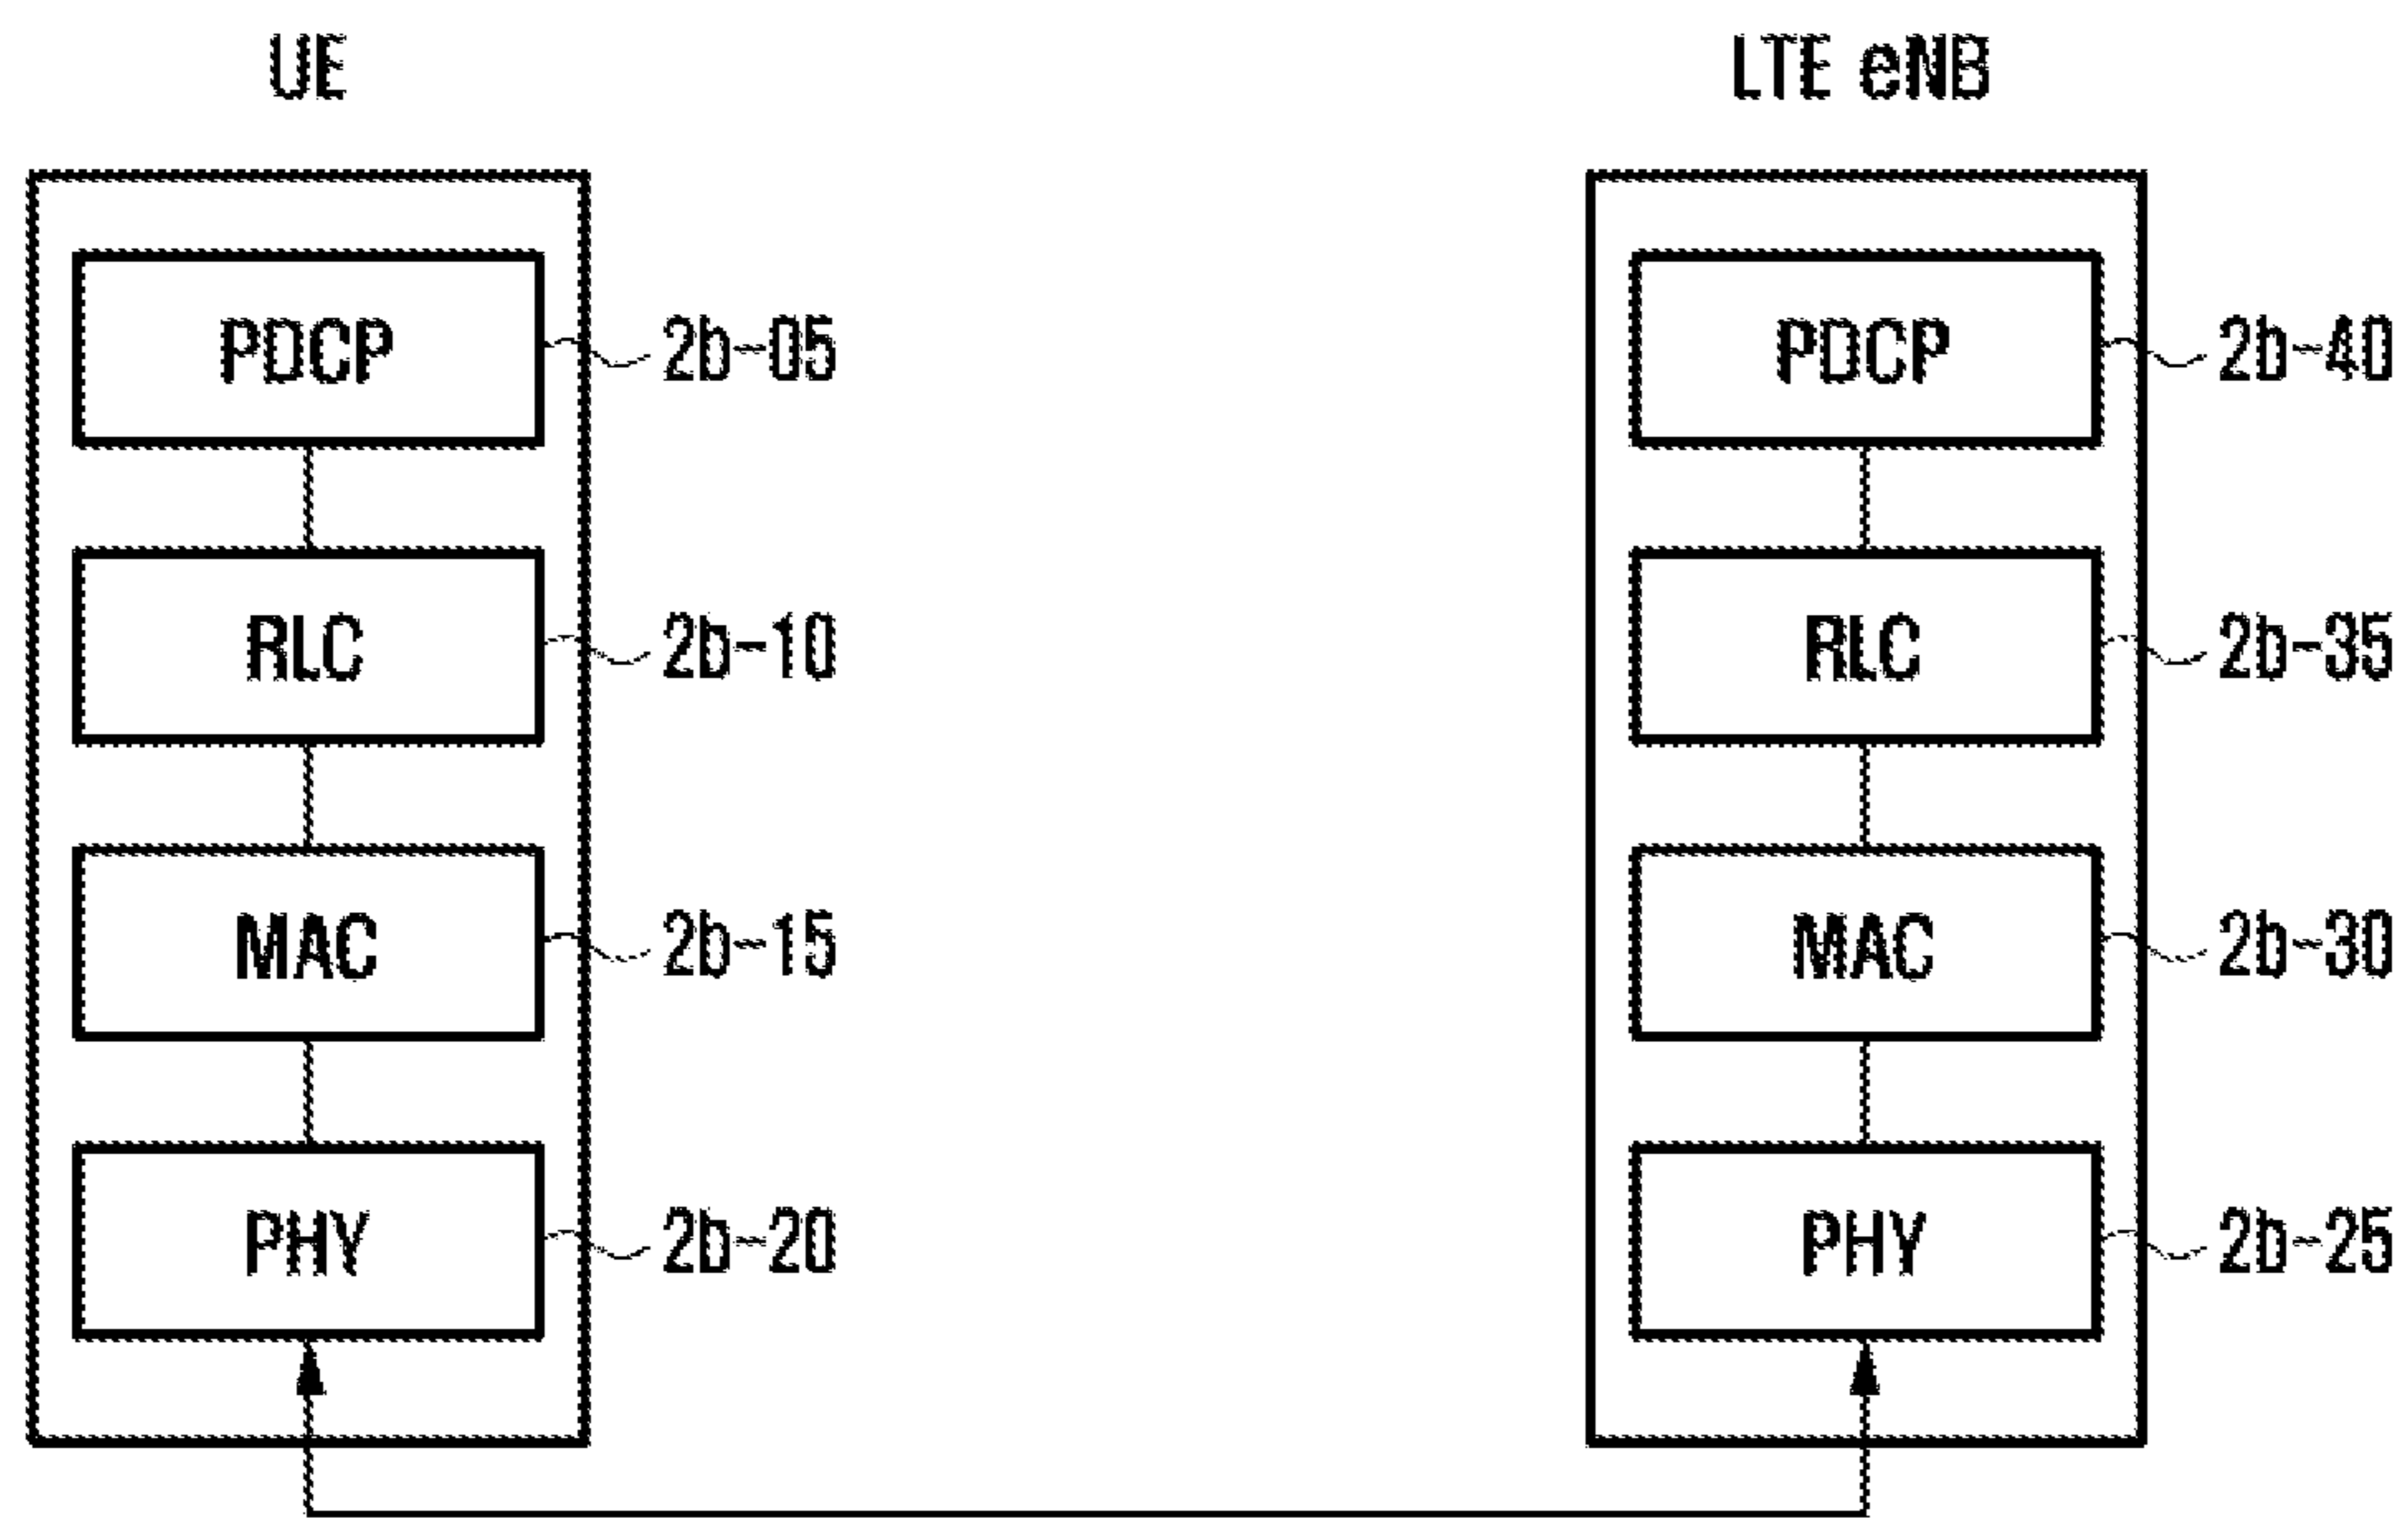 UE LTE eNB
PDCP 2b-05 PDCP 2b-40
RLC 2b-10 RLC 2b-35
MAC 2b-15 MAC 2b-30
PHY 2b-20 PHY 2b-25